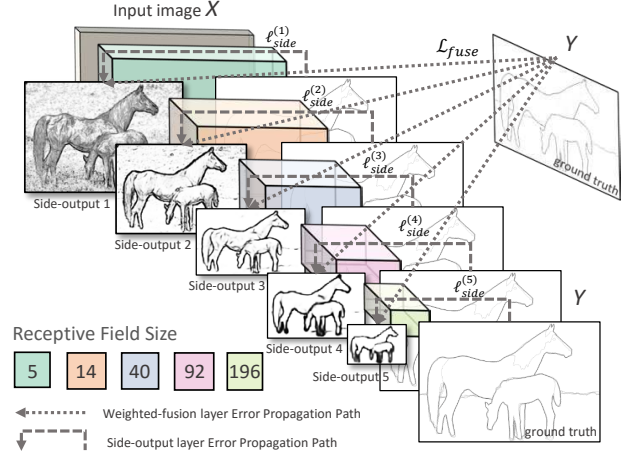 Input image X
ℓ_side^(1)
ℒ_fuse
Y
ℓ_side^(2)
ℓ_side^(3)
ground truth
Side-output 1
ℓ_side^(4)
Side-output 2
ℓ_side^(5)
Side-output 3
Y
Receptive Field Size
Side-output 4
5 14 40 92 196
Side-output 5
Weighted-fusion layer Error Propagation Path
ground truth
Side-output layer Error Propagation Path